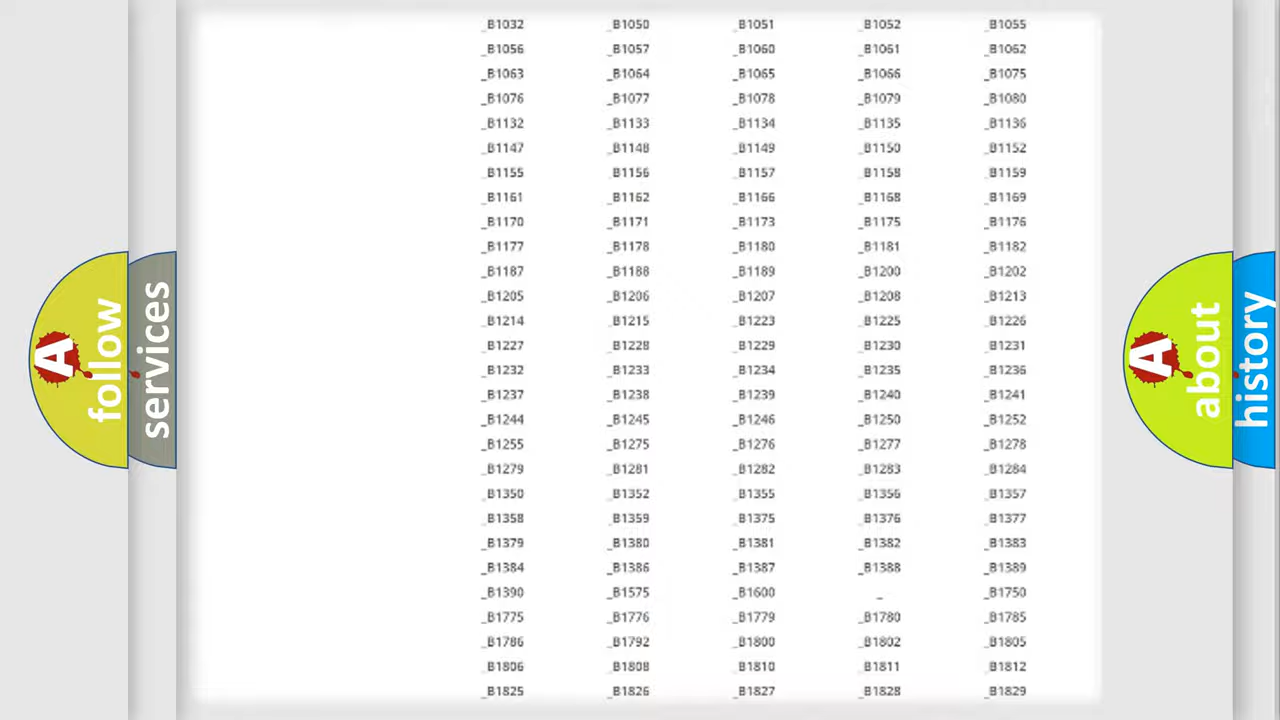 _B1032 _B1050 _B1051 _B1052 _B1055
_B1056 _B1057 _B1060 _B1061 _B1062
_B1063 _B1064 _B1065 _B1066 _B1075
_B1076 _B1077 _B1078 _B1079 _B1080
_B1132 _B1133 _B1134 _B1135 _B1136
_B1147 _B1148 _B1149 _B1150 _B1152
_B1155 _B1156 _B1157 _B1158 _B1159
_B1161 _B1162 _B1166 _B1168 _B1169
_B1170 _B1171 _B1173 _B1175 _B1176
_B1177 _B1178 _B1180 _B1181 _B1182
_B1187 _B1188 _B1189 _B1200 _B1202
_B1205 _B1206 _B1207 _B1208 _B1213
_B1214 _B1215 _B1223 _B1225 _B1226
_B1227 _B1228 _B1229 _B1230 _B1231
_B1232 _B1233 _B1234 _B1235 _B1236
_B1237 _B1238 _B1239 _B1240 _B1241
_B1244 _B1245 _B1246 _B1250 _B1252
_B1255 _B1275 _B1276 _B1277 _B1278
_B1279 _B1281 _B1282 _B1283 _B1284
_B1350 _B1352 _B1355 _B1356 _B1357
_B1358 _B1359 _B1375 _B1376 _B1377
_B1379 _B1380 _B1381 _B1382 _B1383
_B1384 _B1386 _B1387 _B1388 _B1389
_B1390 _B1575 _B1600 _ _B1750
_B1775 _B1776 _B1779 _B1780 _B1785
_B1786 _B1792 _B1800 _B1802 _B1805
_B1806 _B1808 _B1810 _B1811 _B1812
_B1825 _B1826 _B1827 _B1828 _B1829
A follow
services
A about
history